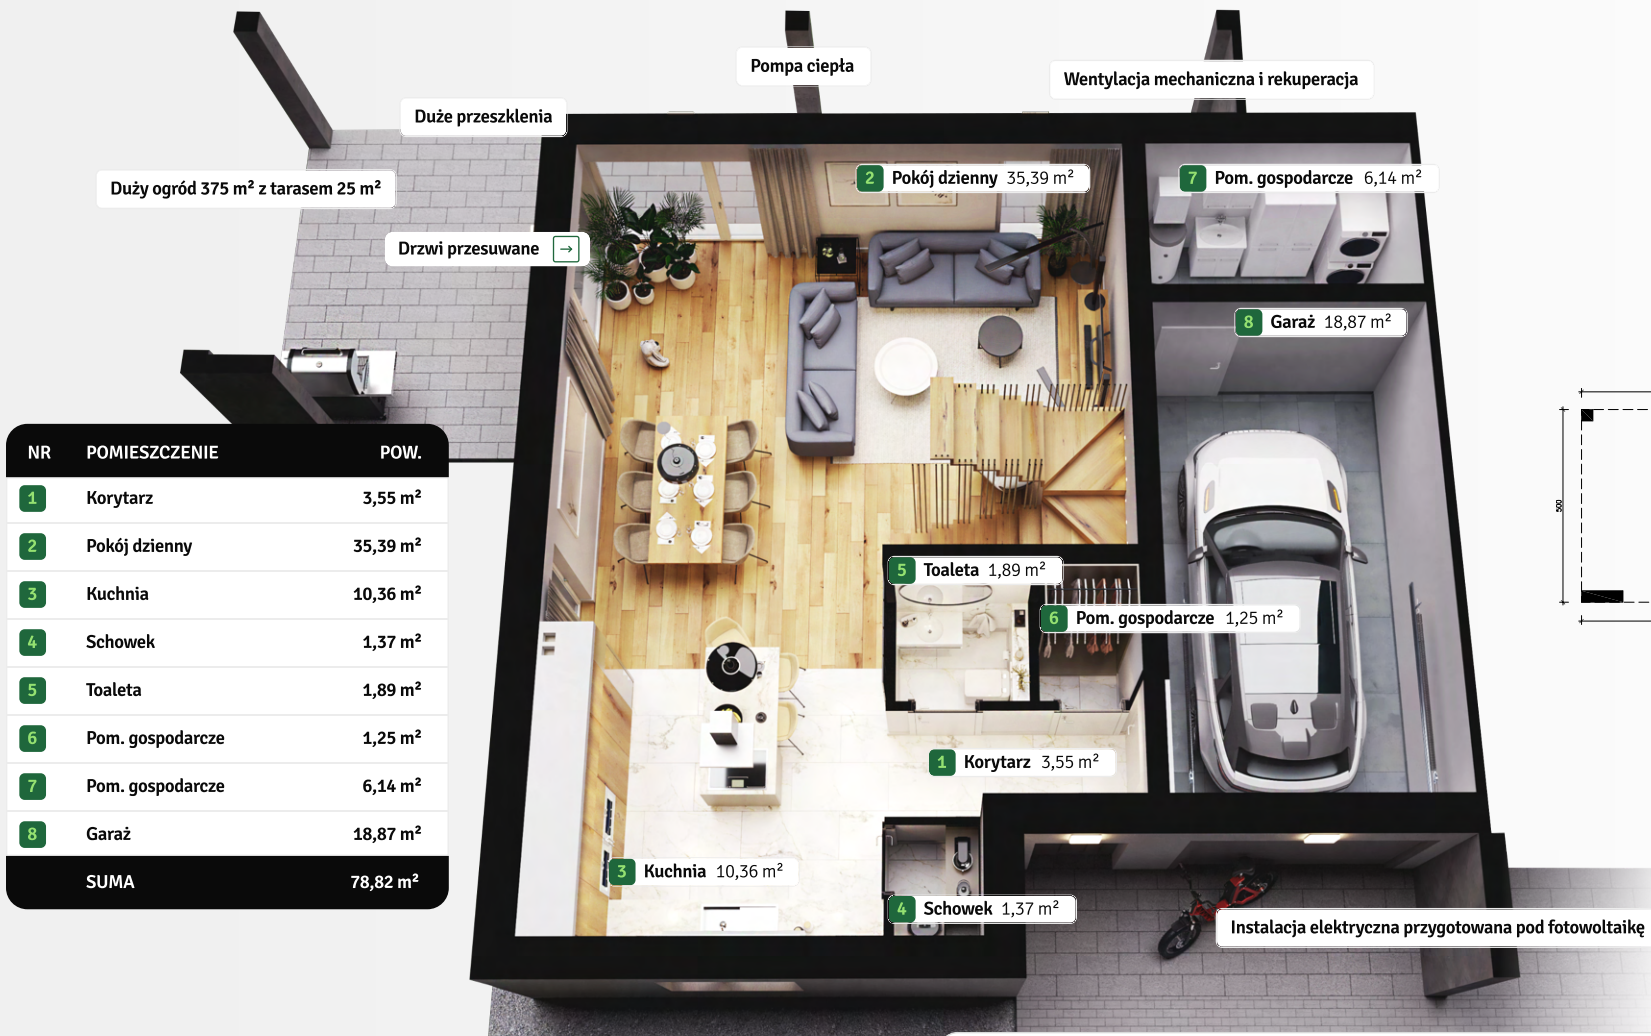 Pompa ciepła
Wentylacja mechaniczna i rekuperacja
Duże przeszklenia
Duży ogród 375 m² z tarasem 25 m²
Drzwi przesuwane →
2 Pokój dzienny 35,39 m²
7 Pom. gospodarcze 6,14 m²
8 Garaż 18,87 m²
NR POMIESZCZENIE POW.
1 Korytarz 3,55 m²
2 Pokój dzienny 35,39 m²
3 Kuchnia 10,36 m²
4 Schowek 1,37 m²
5 Toaleta 1,89 m²
6 Pom. gospodarcze 1,25 m²
7 Pom. gospodarcze 6,14 m²
8 Garaż 18,87 m²
SUMA 78,82 m²
5 Toaleta 1,89 m²
6 Pom. gospodarcze 1,25 m²
1 Korytarz 3,55 m²
3 Kuchnia 10,36 m²
4 Schowek 1,37 m²
Instalacja elektryczna przygotowana pod fotowoltaikę
500